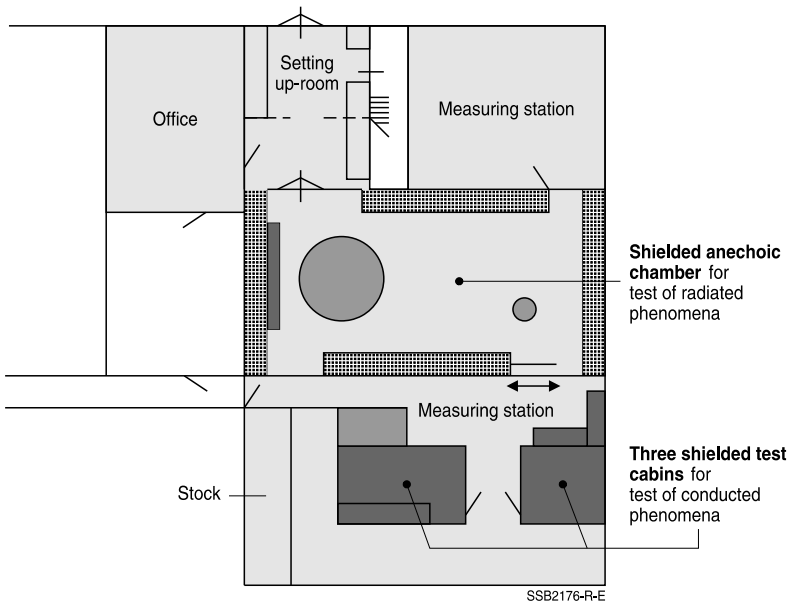 Setting
up-room
Office
Measuring station
Shielded anechoic
chamber for
test of radiated
phenomena
Measuring station
Three shielded test
cabins for
test of conducted
phenomena
Stock
SSB2176-R-E